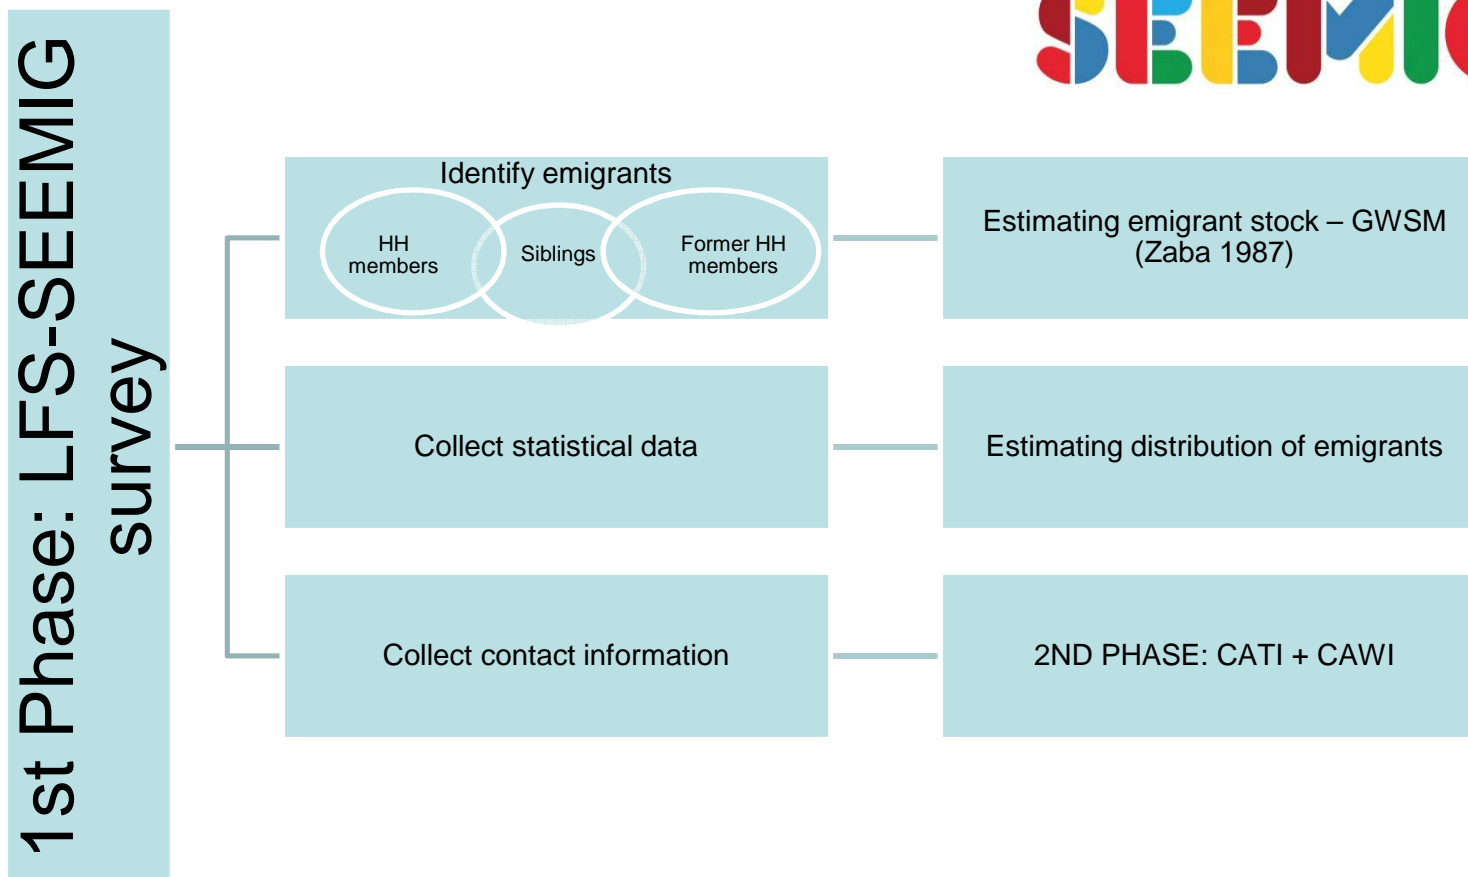 SEEMIG
1st Phase: LFS-SEEMIG
survey
Identify emigrants
HH
members
Siblings
Former HH
members
Estimating emigrant stock – GWSM
(Zaba 1987)
Collect statistical data
Estimating distribution of emigrants
Collect contact information
2ND PHASE: CATI + CAWI